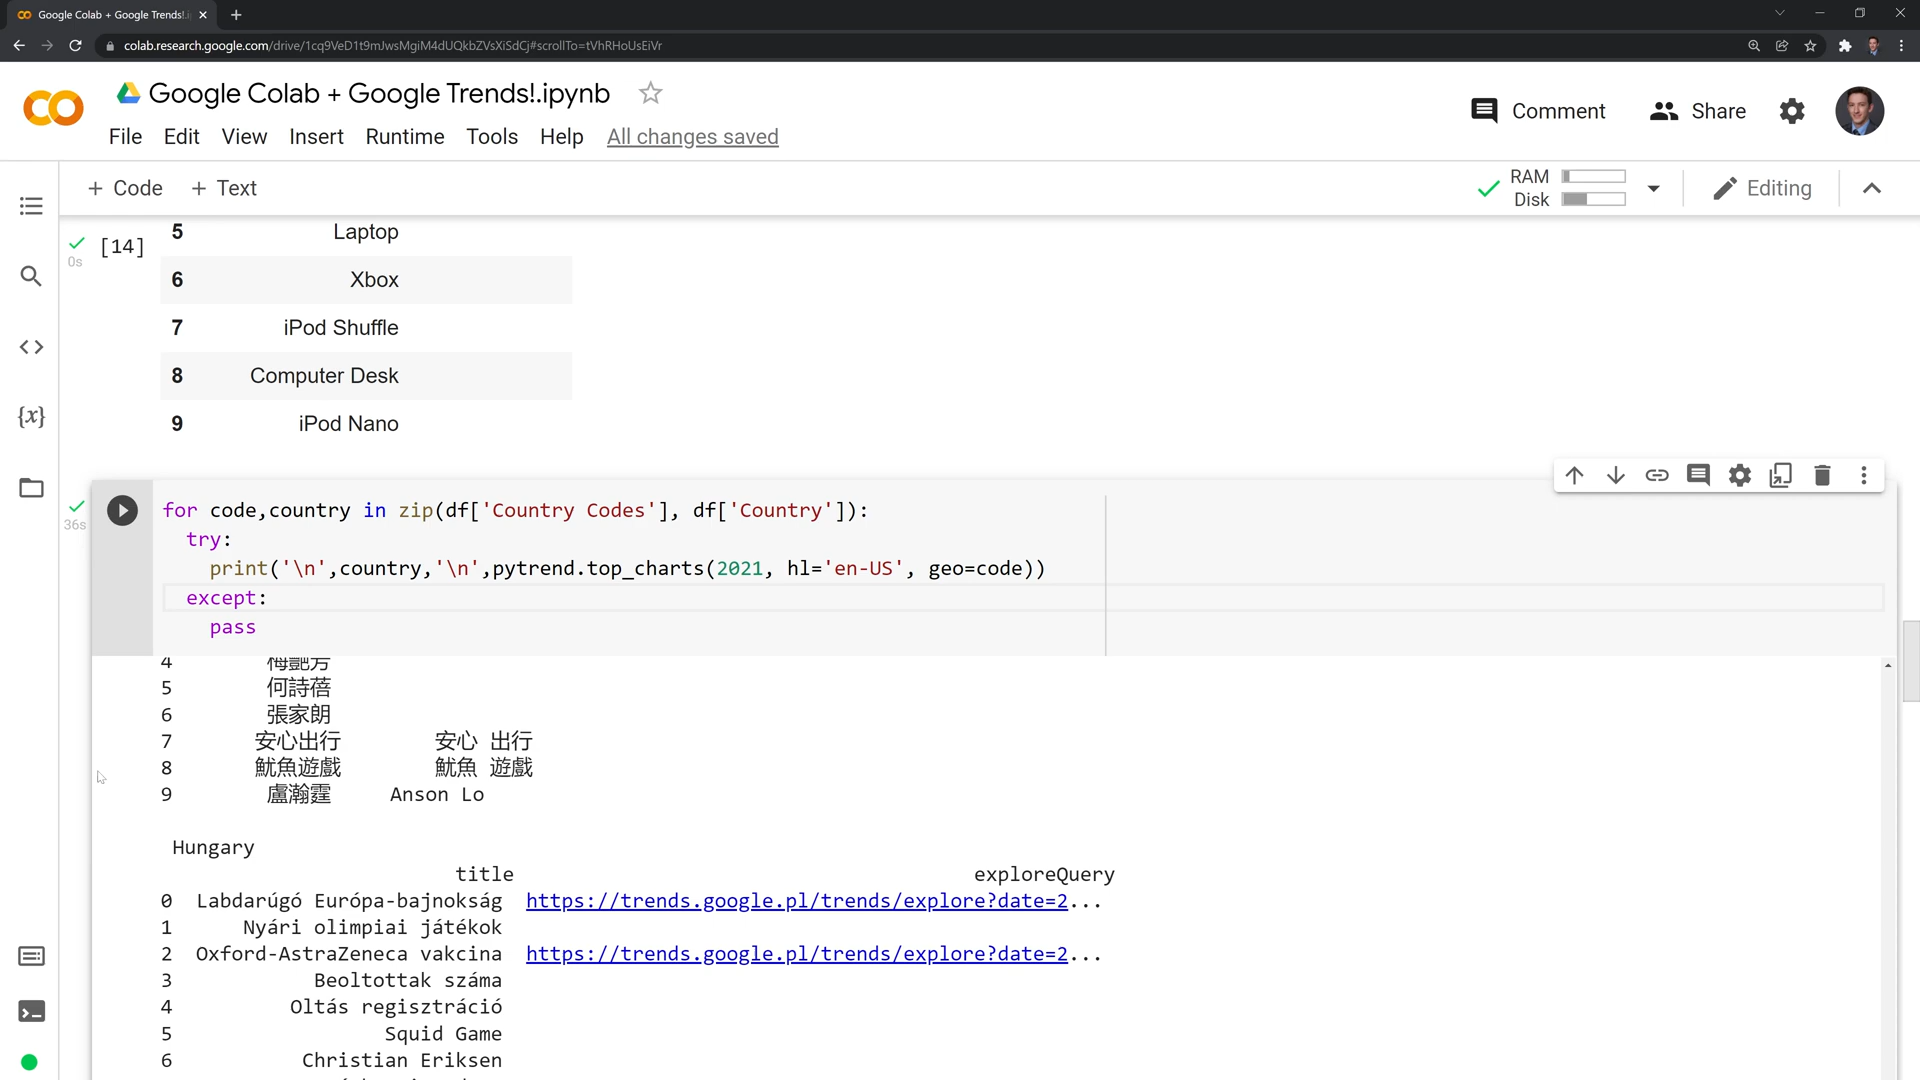 Google Colab + Google Trends!.i
colab.research.google.com/drive/1cq9VeD1t9mJwsMgiM4dUQkbZVsXiSdCj#scrollTo=tVhRHoUsEiVr
Google Colab + Google Trends!.ipynb
Comment
Share
File Edit View Insert Runtime Tools Help All changes saved
+ Code + Text
RAM
Disk
Editing
[14]
0s
5 Laptop
6 Xbox
7 iPod Shuffle
8 Computer Desk
9 iPod Nano
36s
for code,country in zip(df['Country Codes'], df['Country']):
try:
print('\n',country,'\n',pytrend.top_charts(2021, hl='en-US', geo=code))
except:
pass
4 梅艷芳
5 何詩蓓
6 張家朗
7 安心出行 安心 出行
8 魷魚遊戲 魷魚 遊戲
9 盧瀚霆 Anson Lo
Hungary
title exploreQuery
0 Labdarúgó Európa-bajnokság https://trends.google.pl/trends/explore?date=2...
1 Nyári olimpiai játékok
2 Oxford-AstraZeneca vakcina https://trends.google.pl/trends/explore?date=2...
3 Beoltottak száma
4 Oltás regisztráció
5 Squid Game
6 Christian Eriksen